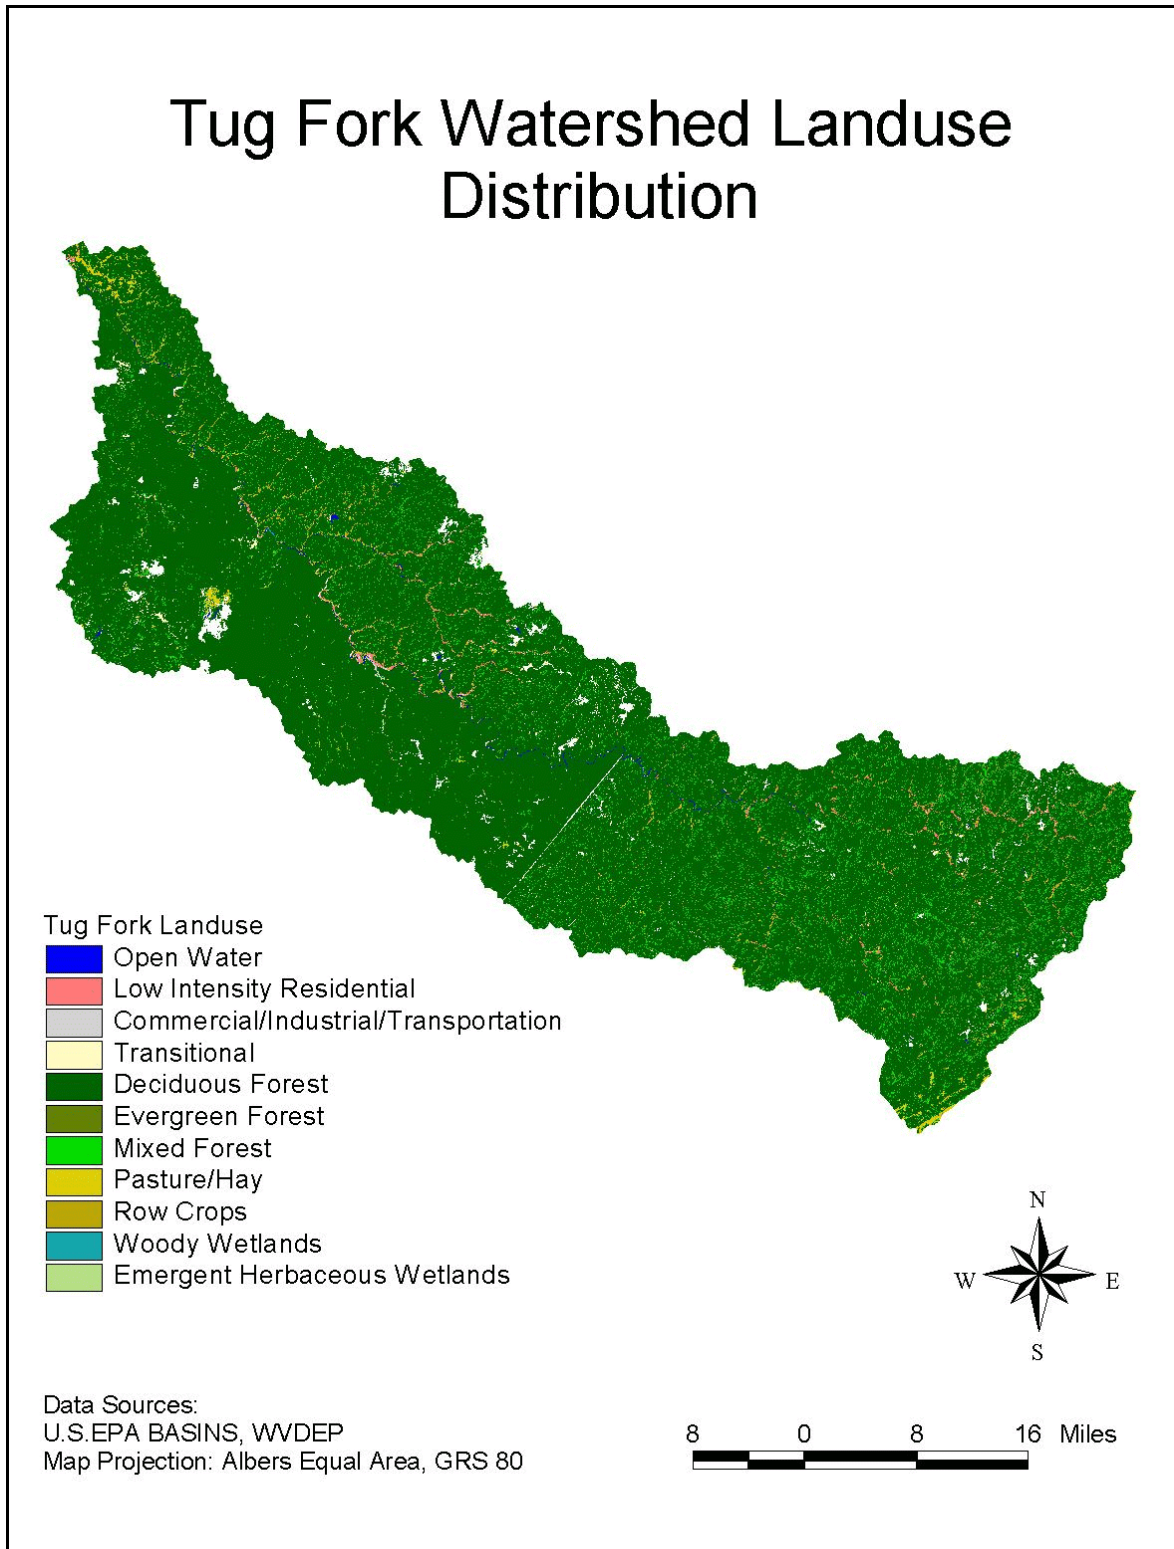 Tug Fork Watershed Landuse
Distribution
Tug Fork Landuse
Open Water
Low Intensity Residential
Commercial/Industrial/Transportation
Transitional
Deciduous Forest
Evergreen Forest
Mixed Forest
Pasture/Hay
Row Crops
Woody Wetlands
Emergent Herbaceous Wetlands
N
W E
S
Data Sources:
U.S.EPA BASINS, WVDEP
Map Projection: Albers Equal Area, GRS 80
8 0 8 16 Miles